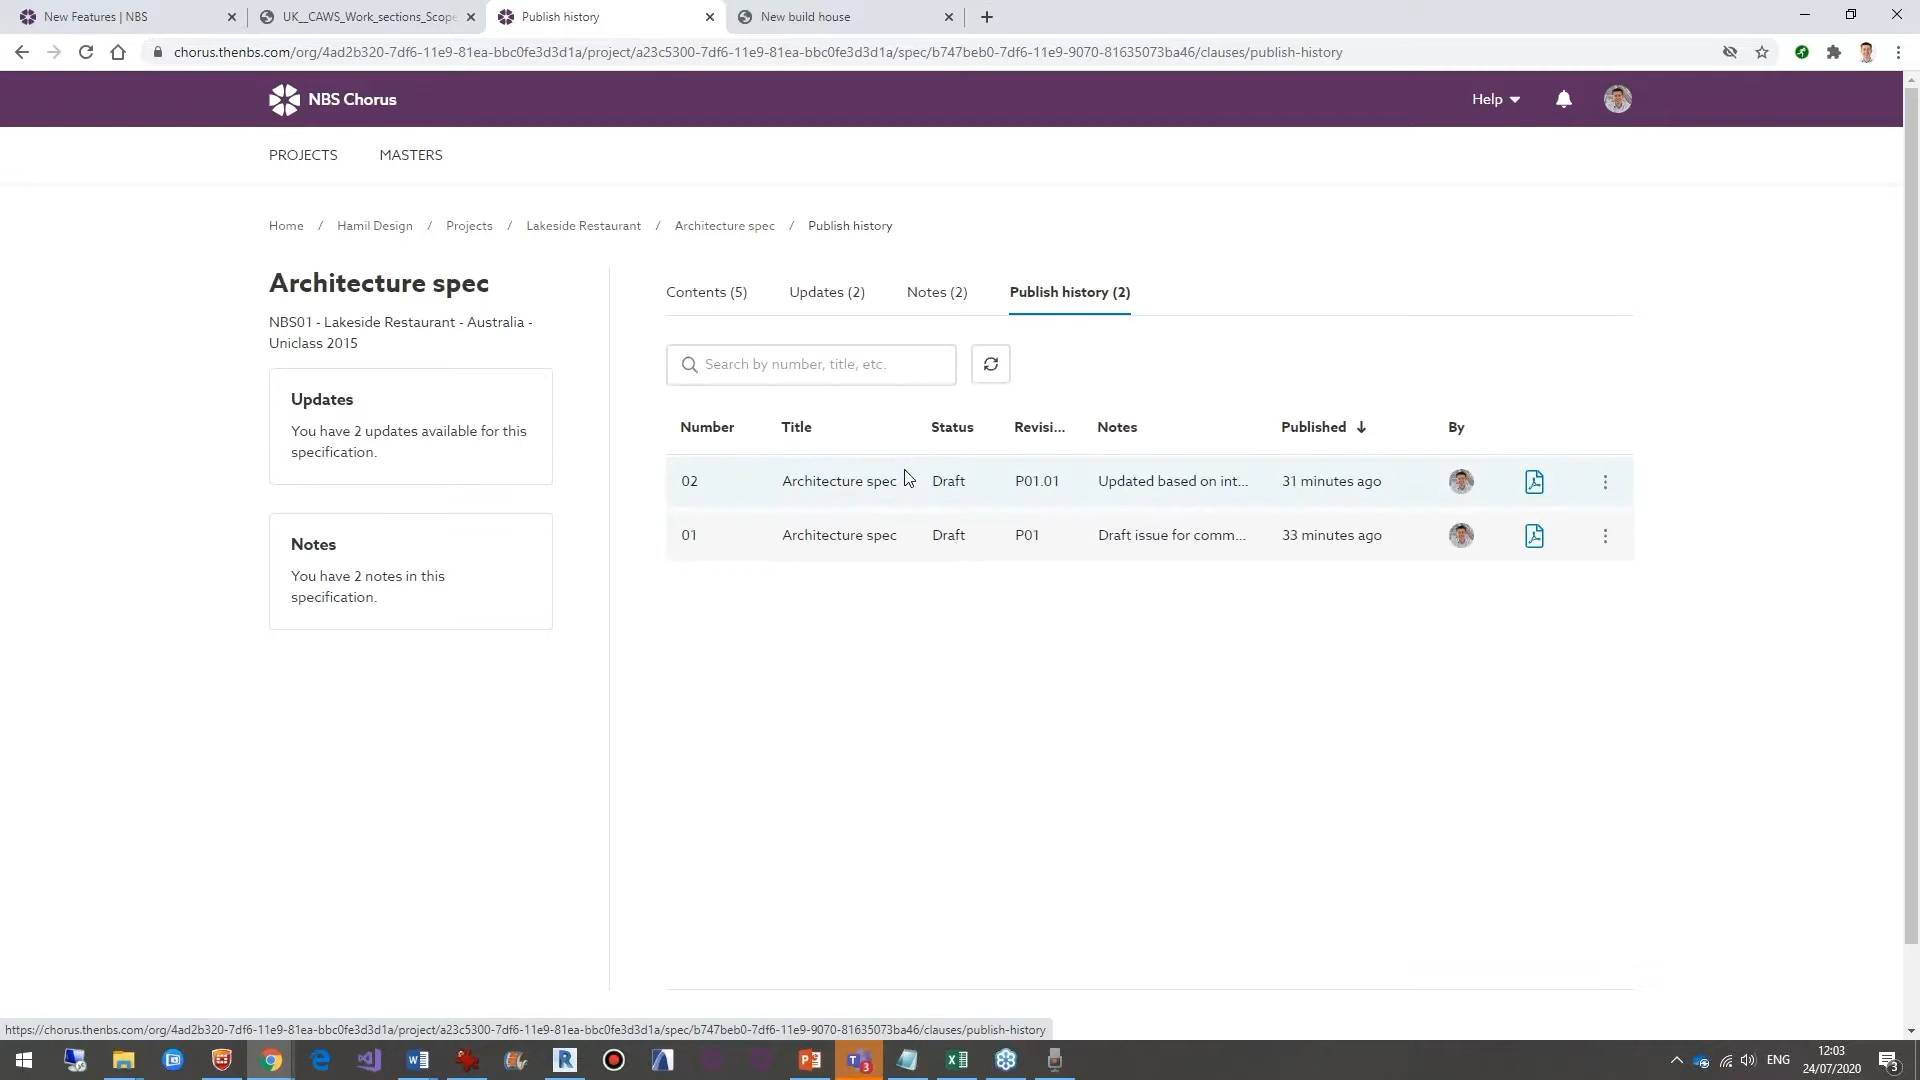 New Features | NBS
UK__CAWS_Work_sections_Scope
Publish history
New build house
chorus.thenbs.com/org/4ad2b320-7df6-11e9-81ea-bbc0fe3d3d1a/project/a23c5300-7df6-11e9-81ea-bbc0fe3d3d1a/spec/b747beb0-7df6-11e9-9070-81635073ba46/clauses/publish-history
NBS Chorus
Help
PROJECTS
MASTERS
Home / Hamil Design / Projects / Lakeside Restaurant / Architecture spec / Publish history
Architecture spec
NBS01 - Lakeside Restaurant - Australia -
Uniclass 2015
Updates
You have 2 updates available for this
specification.
Notes
You have 2 notes in this
specification.
Contents (5)
Updates (2)
Notes (2)
Publish history (2)
Search by number, title, etc.
Number Title Status Revisi... Notes Published By
02 Architecture spec Draft P01.01 Updated based on int... 31 minutes ago
01 Architecture spec Draft P01 Draft issue for comm... 33 minutes ago
https://chorus.thenbs.com/org/4ad2b320-7df6-11e9-81ea-bbc0fe3d3d1a/project/a23c5300-7df6-11e9-81ea-bbc0fe3d3d1a/spec/b747beb0-7df6-11e9-9070-81635073ba46/clauses/publish-history
ENG
12:03
24/07/2020
3